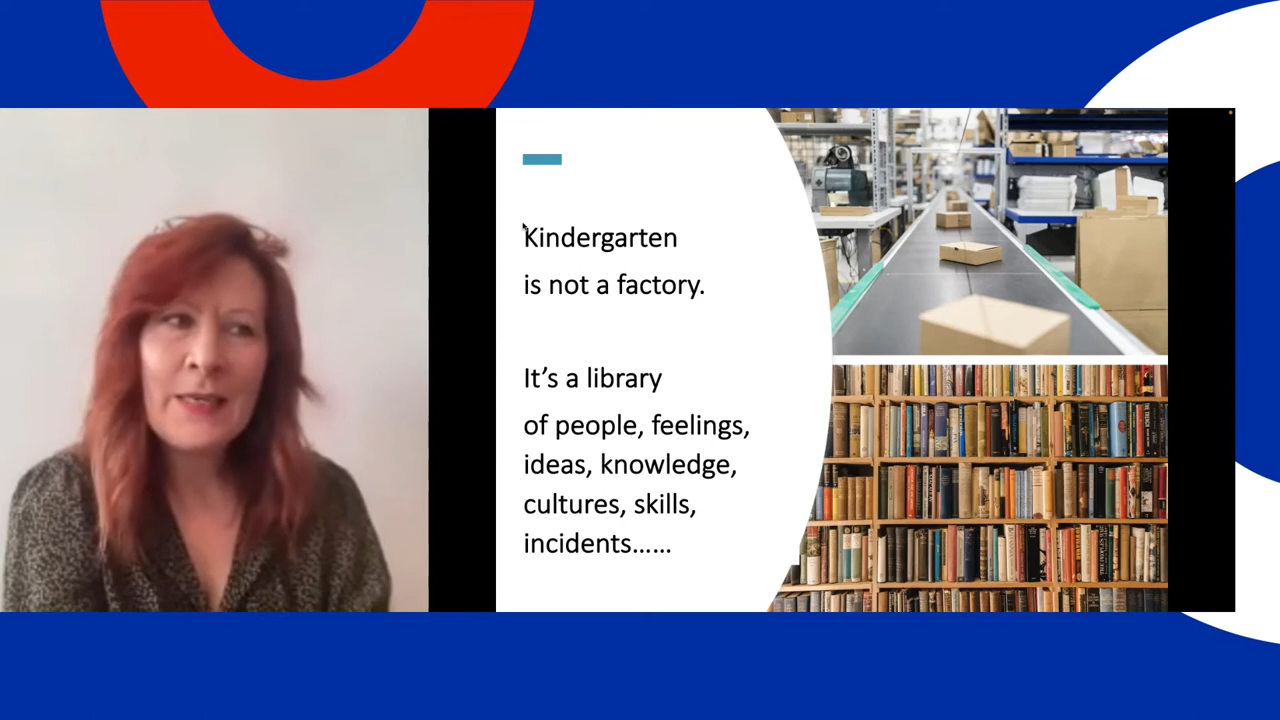 Kindergarten
is not a factory.
It’s a library
of people, feelings,
ideas, knowledge,
cultures, skills,
incidents……